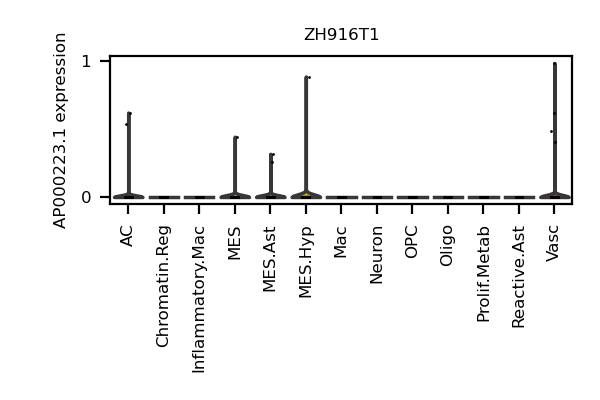 ZH916T1
AP000223.1 expression
1
0
AC
Chromatin.Reg
Inflammatory.Mac
MES
MES.Ast
MES.Hyp
Mac
Neuron
OPC
Oligo
Prolif.Metab
Reactive.Ast
Vasc